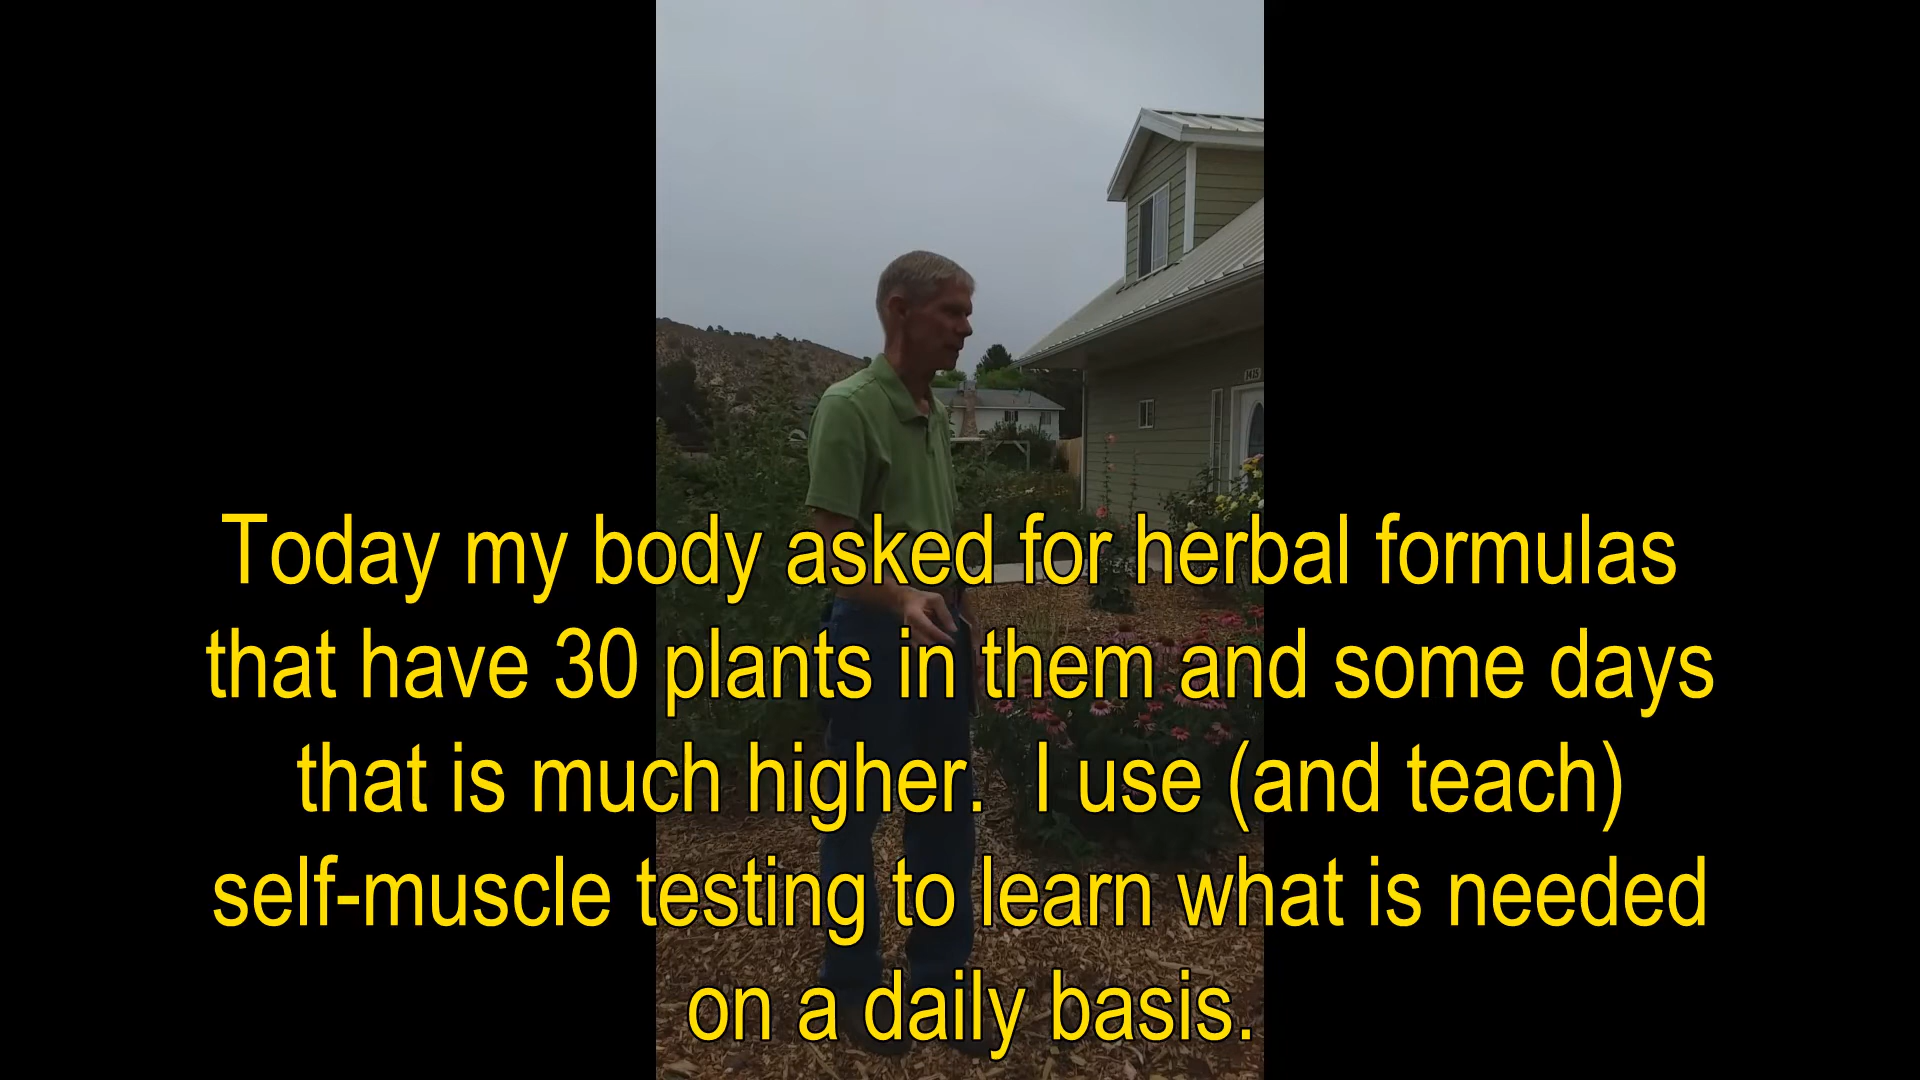 1415
Today my body asked for herbal formulas
that have 30 plants in them and some days
that is much higher.  I use (and teach)
self-muscle testing to learn what is needed
on a daily basis.